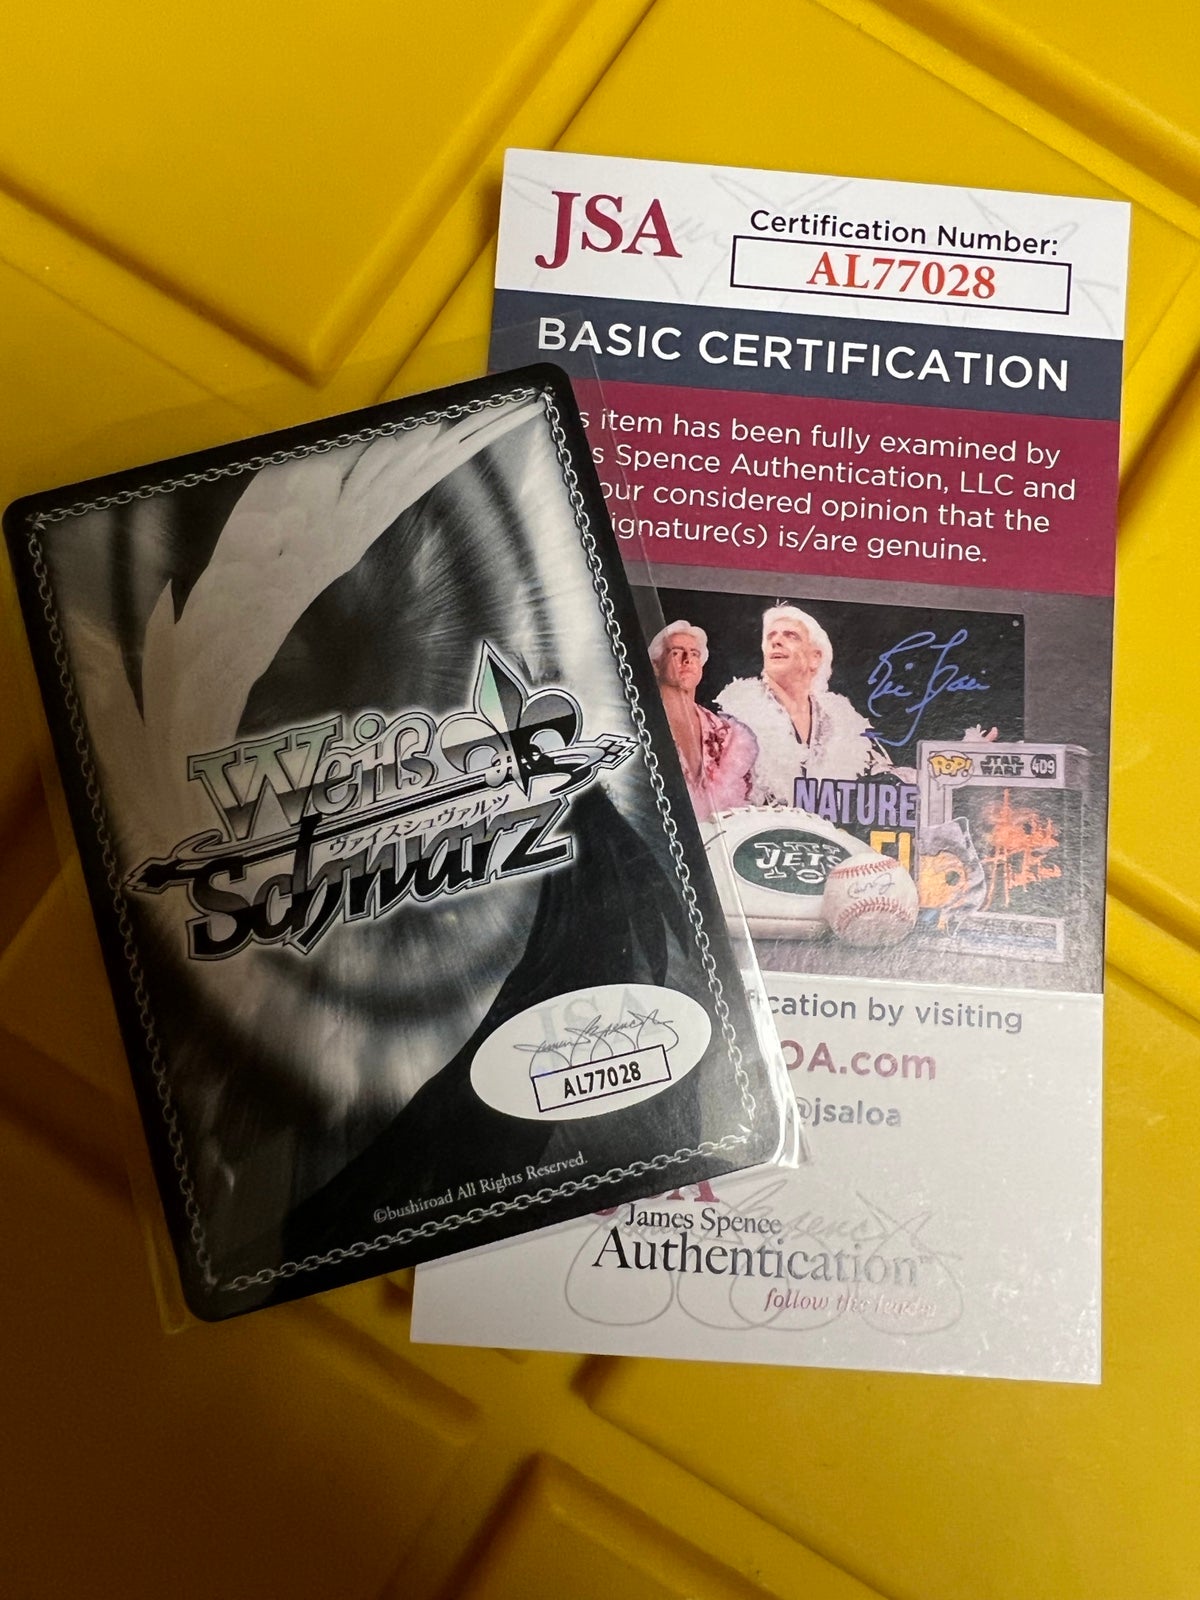 JSA
Certification Number:
AL77028
BASIC CERTIFICATION
item has been fully examined by
Spence Authentication, LLC and
our considered opinion that the
ignature(s) is/are genuine.
POP! STAR WARS 409
NATURE
JETS
fication by visiting
OA.com
@jsaloa
James Spence
Authentication
follow the leader
Weiß
ヴァイスシュヴァルツ
Schwarz
JSA
AL77028
©bushiroad All Rights Reserved.